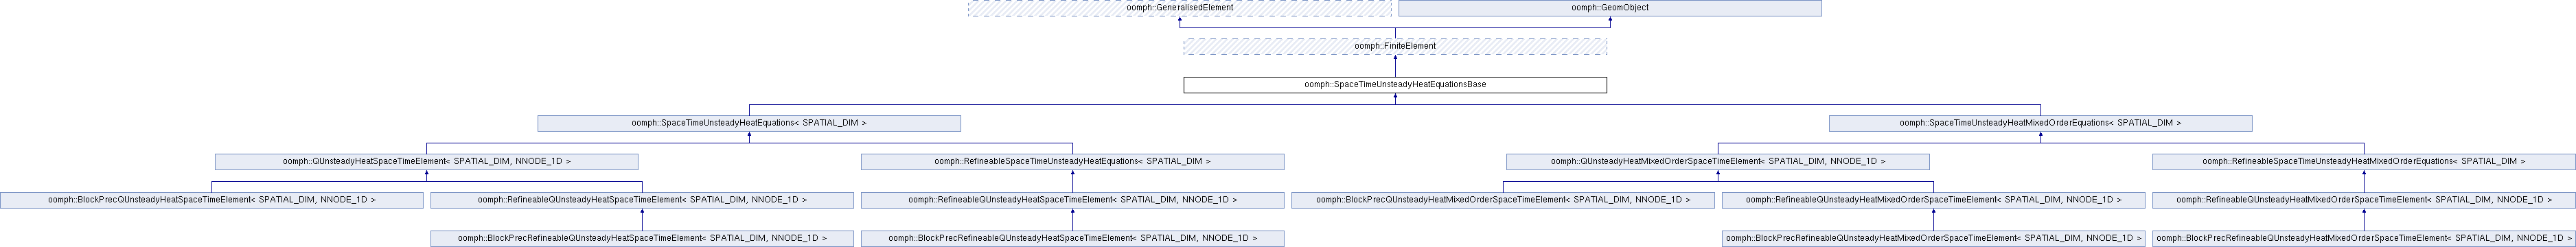 oomph::GeneralisedElement
oomph::GeomObject
oomph::FiniteElement
oomph::SpaceTimeUnsteadyHeatEquationsBase
oomph::SpaceTimeUnsteadyHeatEquations< SPATIAL_DIM >
oomph::SpaceTimeUnsteadyHeatMixedOrderEquations< SPATIAL_DIM >
oomph::QUnsteadyHeatSpaceTimeElement< SPATIAL_DIM, NNODE_1D >
oomph::RefineableSpaceTimeUnsteadyHeatEquations< SPATIAL_DIM >
oomph::QUnsteadyHeatMixedOrderSpaceTimeElement< SPATIAL_DIM, NNODE_1D >
oomph::RefineableSpaceTimeUnsteadyHeatMixedOrderEquations< SPATIAL_DIM >
oomph::BlockPrecQUnsteadyHeatSpaceTimeElement< SPATIAL_DIM, NNODE_1D >
oomph::RefineableQUnsteadyHeatSpaceTimeElement< SPATIAL_DIM, NNODE_1D >
oomph::RefineableQUnsteadyHeatSpaceTimeElement< SPATIAL_DIM, NNODE_1D >
oomph::BlockPrecQUnsteadyHeatMixedOrderSpaceTimeElement< SPATIAL_DIM, NNODE_1D >
oomph::RefineableQUnsteadyHeatMixedOrderSpaceTimeElement< SPATIAL_DIM, NNODE_1D >
oomph::RefineableQUnsteadyHeatMixedOrderSpaceTimeElement< SPATIAL_DIM, NNODE_1D >
oomph::BlockPrecRefineableQUnsteadyHeatSpaceTimeElement< SPATIAL_DIM, NNODE_1D >
oomph::BlockPrecRefineableQUnsteadyHeatSpaceTimeElement< SPATIAL_DIM, NNODE_1D >
oomph::BlockPrecRefineableQUnsteadyHeatMixedOrderSpaceTimeElement< SPATIAL_DIM, NNODE_1D >
oomph::BlockPrecRefineableQUnsteadyHeatMixedOrderSpaceTimeElement< SPATIAL_DIM, NNODE_1D >